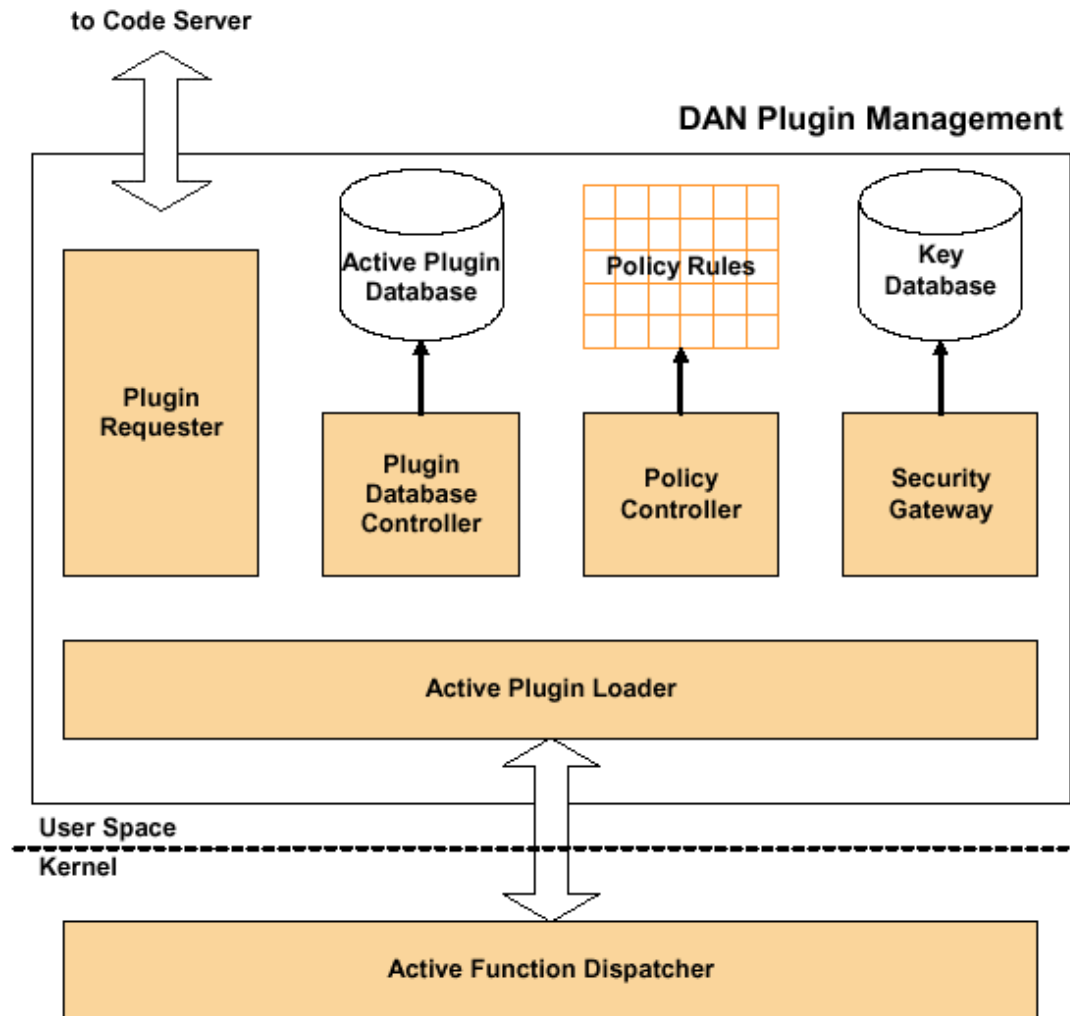 to Code Server
DAN Plugin Management
Active Plugin
Database
Policy Rules
Key
Database
Plugin
Requester
Plugin
Database
Controller
Policy
Controller
Security
Gateway
Active Plugin Loader
User Space
Kernel
Active Function Dispatcher